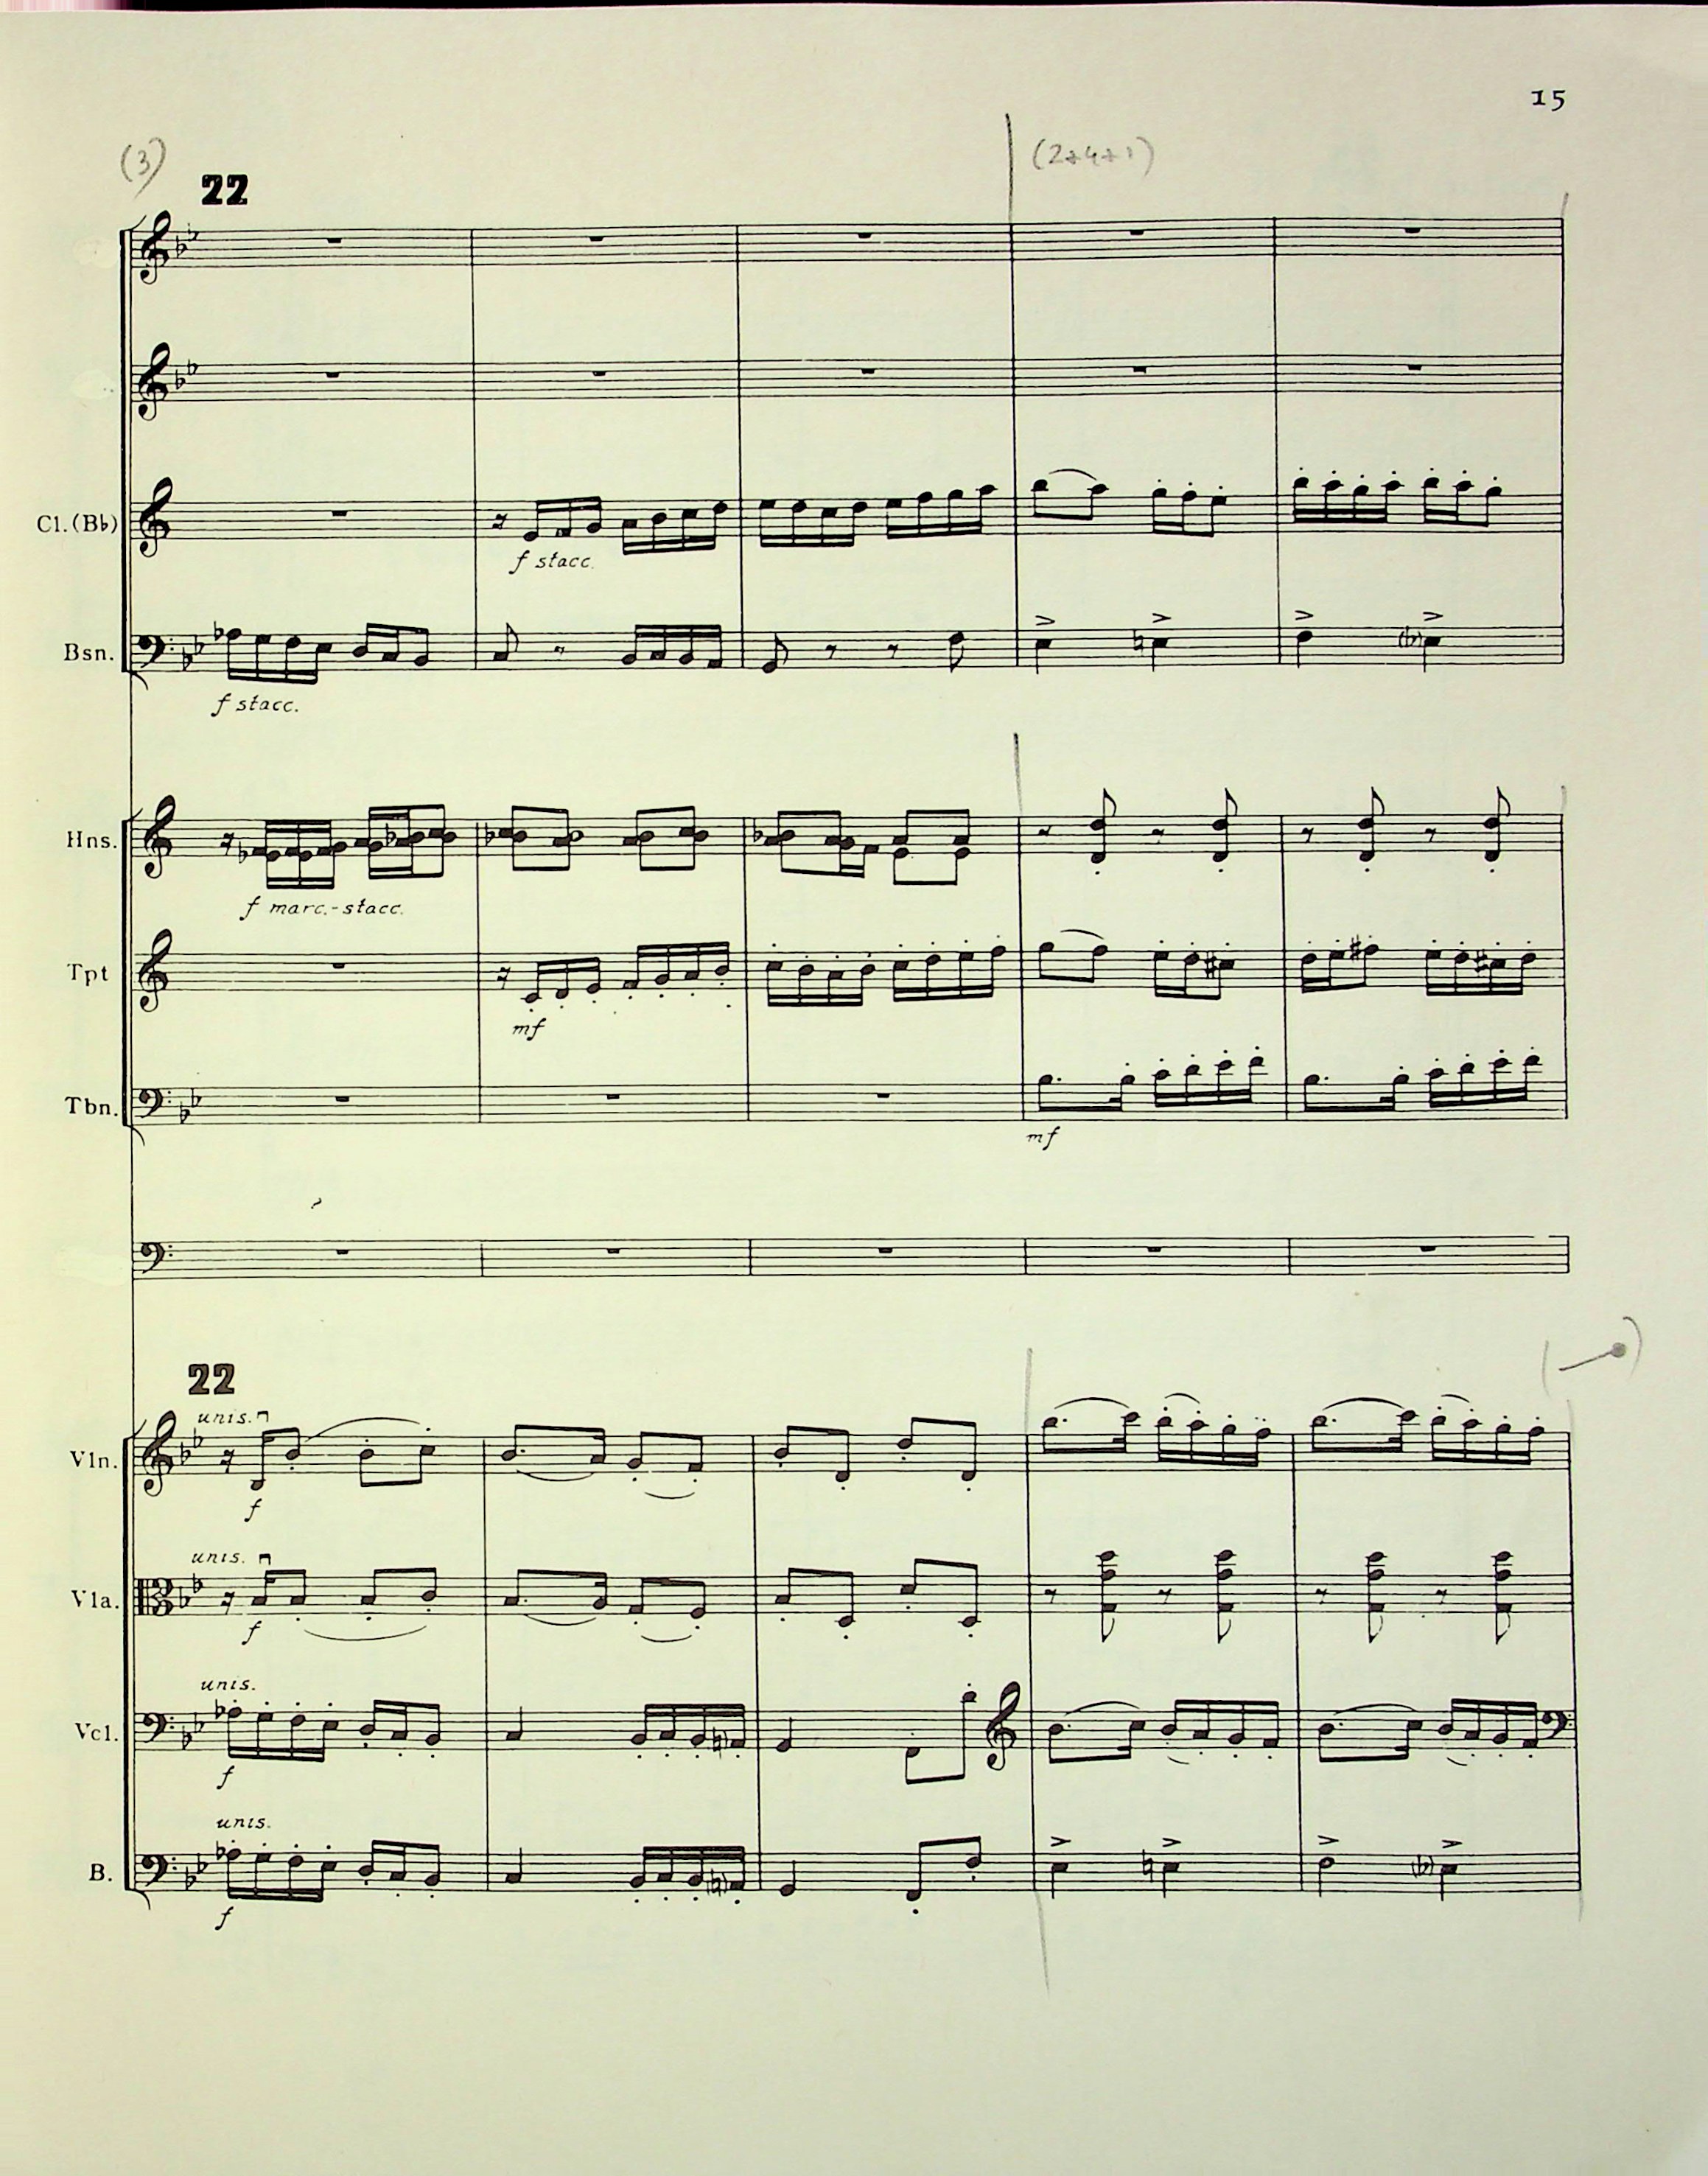 15
(3)
(2+4+1)
22
Cl.(B♭)
f stacc.
Bsn.
f stacc.
Hns.
f marc.-stacc.
Tpt
mf
Tbn.
mf
22
unis.
Vln.
f
unis.
Vla.
f
unis.
Vcl.
f
unis.
B.
f